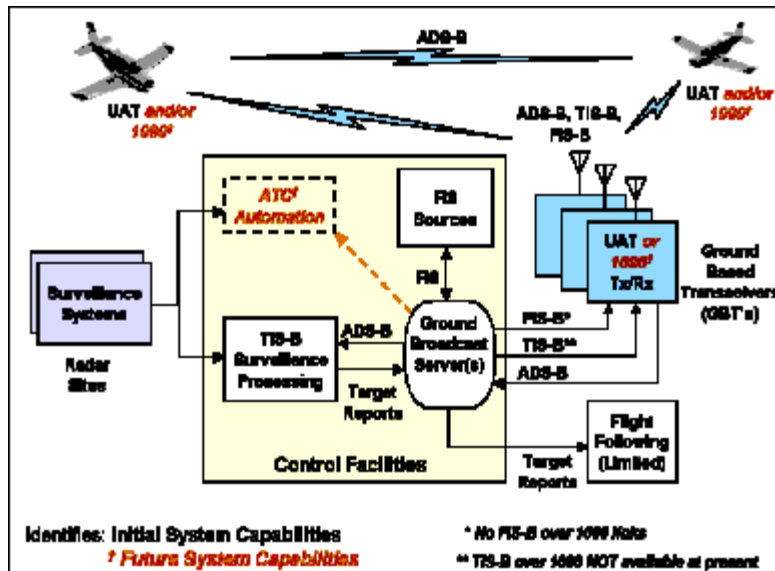 ADS-B
UAT and/or
1090†
UAT and/or
1090†
ADS-B, TIS-B,
FIS-B
ATC†
Automation
FIS
Sources
UAT or
1090†
Tx/Rx
Ground
Based
Transceivers
(GBT's)
Surveillance
Systems
Radar
Sites
FIS
TIS-B
Surveillance
Processing
ADS-B
Target
Reports
Ground
Broadcast
Server(s)
FIS-B*
TIS-B**
ADS-B
Target
Reports
Flight
Following
(Limited)
Control Facilities
Identifies: Initial System Capabilities
† Future System Capabilities
* No FIS-B over 1090 links
** TIS-B over 1090 NOT available at present